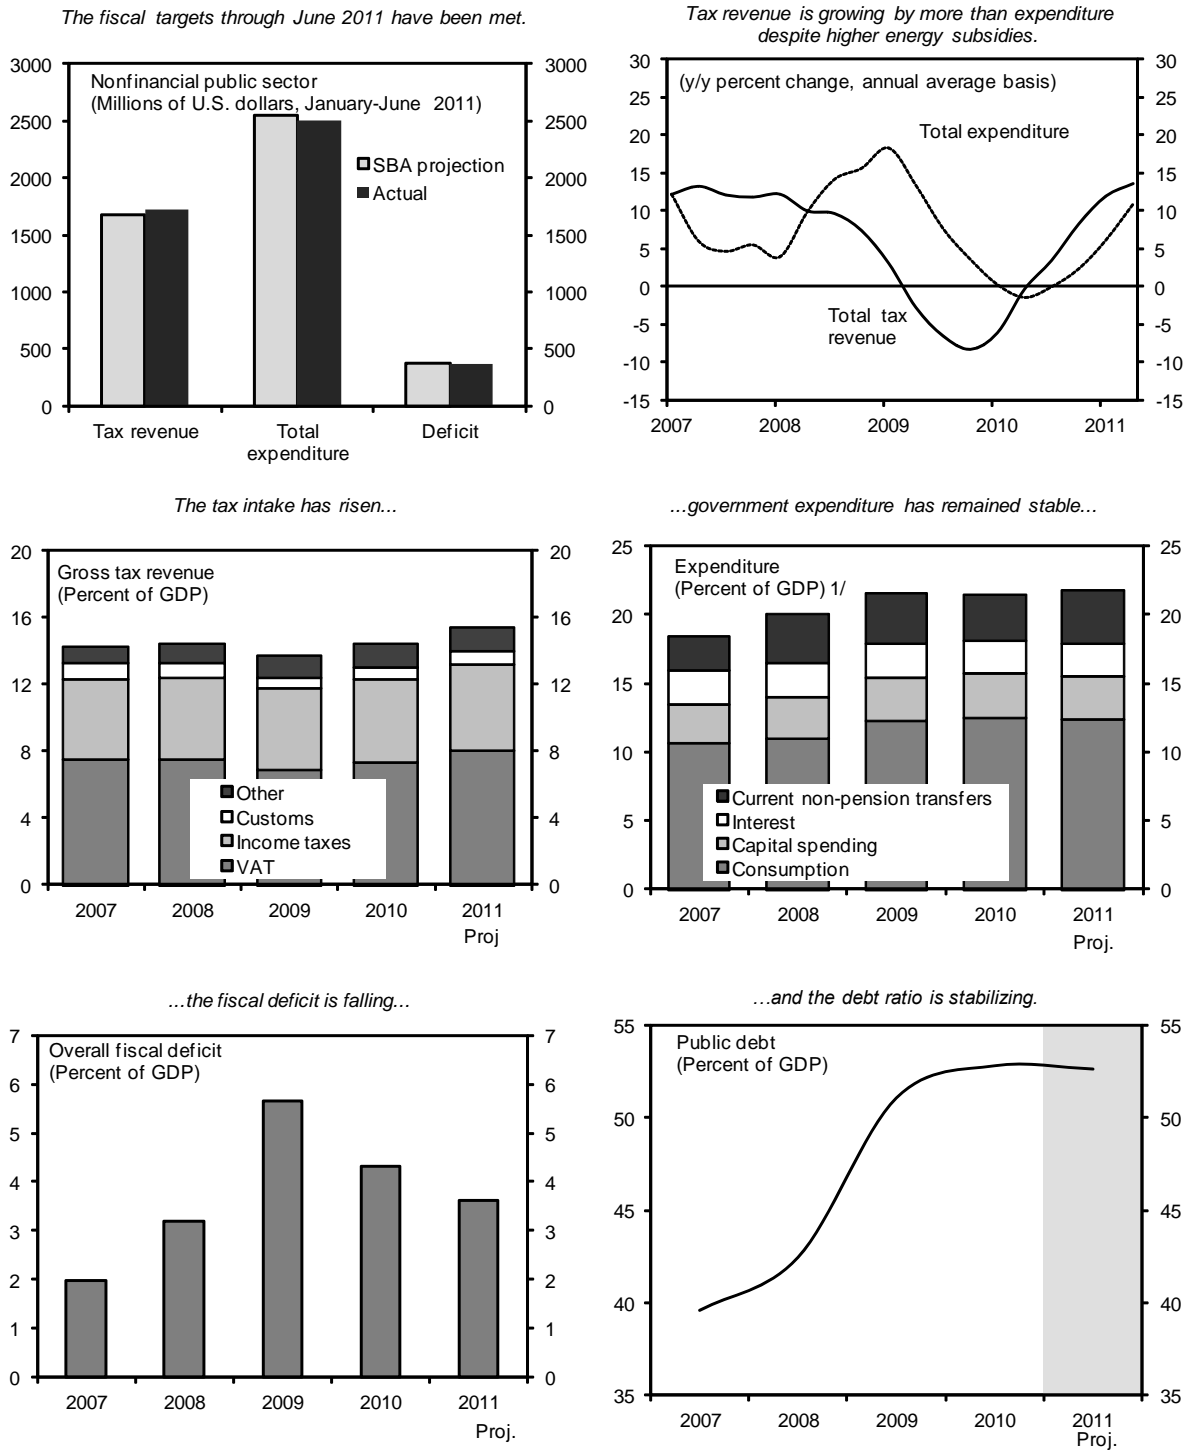 The fiscal targets through June 2011 have been met.
3000
2500
2000
1500
1000
500
0
Nonfinancial public sector
(Millions of U.S. dollars, January-June 2011)
SBA projection
Actual
3000
2500
2000
1500
1000
500
0
Tax revenue
Total
expenditure
Deficit
Tax revenue is growing by more than expenditure
despite higher energy subsidies.
30
25
20
15
10
5
0
-5
-10
-15
(y/y percent change, annual average basis)
Total expenditure
Total tax
revenue
30
25
20
15
10
5
0
-5
-10
-15
2007 2008 2009 2010 2011
The tax intake has risen...
20
16
12
8
4
0
Gross tax revenue
(Percent of GDP)
Other
Customs
Income taxes
VAT
20
16
12
8
4
0
2007 2008 2009 2010 2011
Proj
...government expenditure has remained stable...
25
20
15
10
5
0
Expenditure
(Percent of GDP) 1/
Current non-pension transfers
Interest
Capital spending
Consumption
25
20
15
10
5
0
2007 2008 2009 2010 2011
Proj.
...the fiscal deficit is falling...
7
6
5
4
3
2
1
0
Overall fiscal deficit
(Percent of GDP)
7
6
5
4
3
2
1
0
2007 2008 2009 2010 2011
Proj.
...and the debt ratio is stabilizing.
55
50
45
40
35
Public debt
(Percent of GDP)
55
50
45
40
35
2007 2008 2009 2010 2011
Proj.